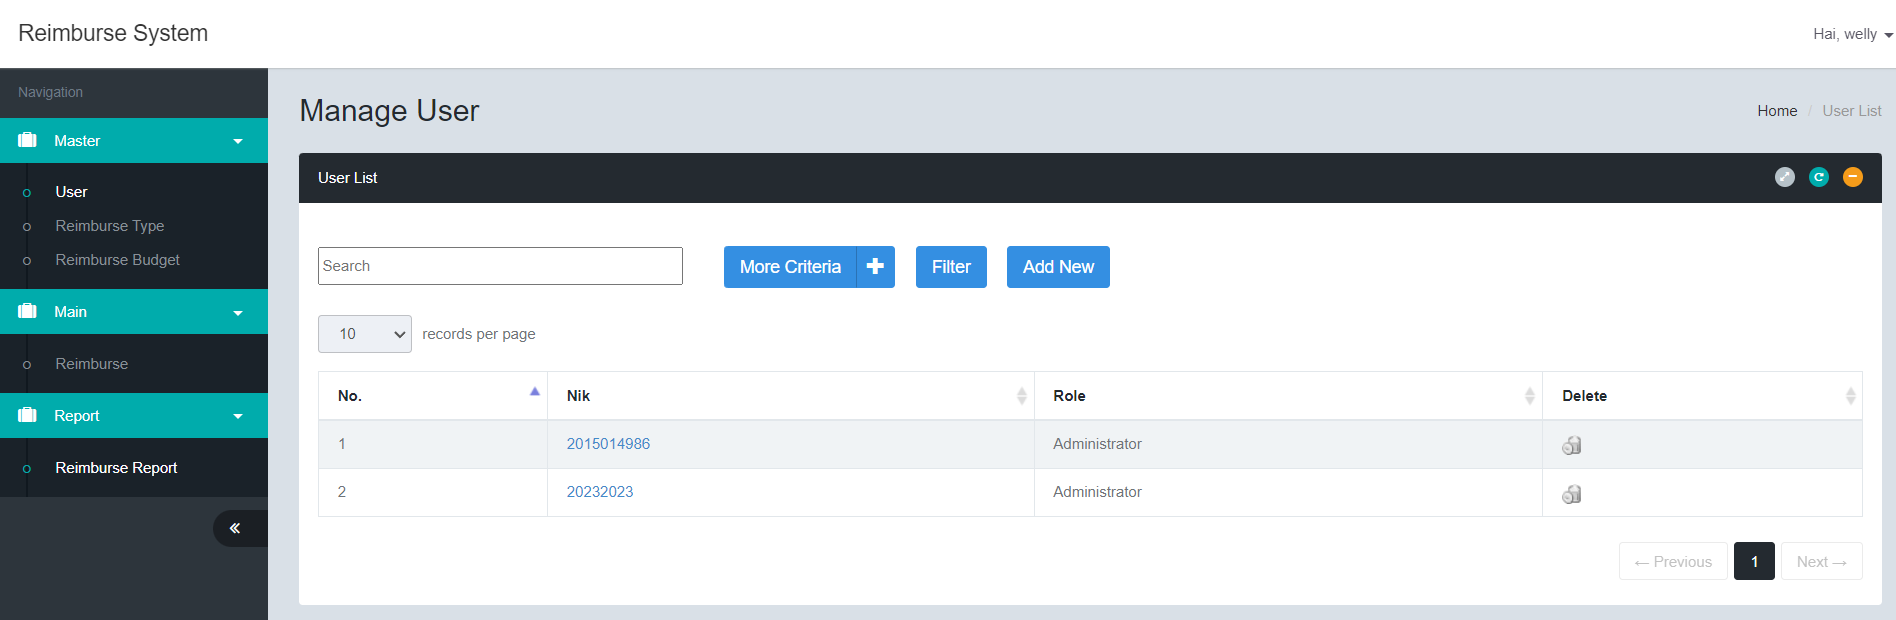 Reimburse System
Hai, welly
Navigation
Master
User
Reimburse Type
Reimburse Budget
Main
Reimburse
Report
Reimburse Report
Manage User
Home / User List
User List
Search
More Criteria
Filter
Add New
10 records per page
No. Nik Role Delete
1 2015014986 Administrator
2 20232023 Administrator
← Previous 1 Next →